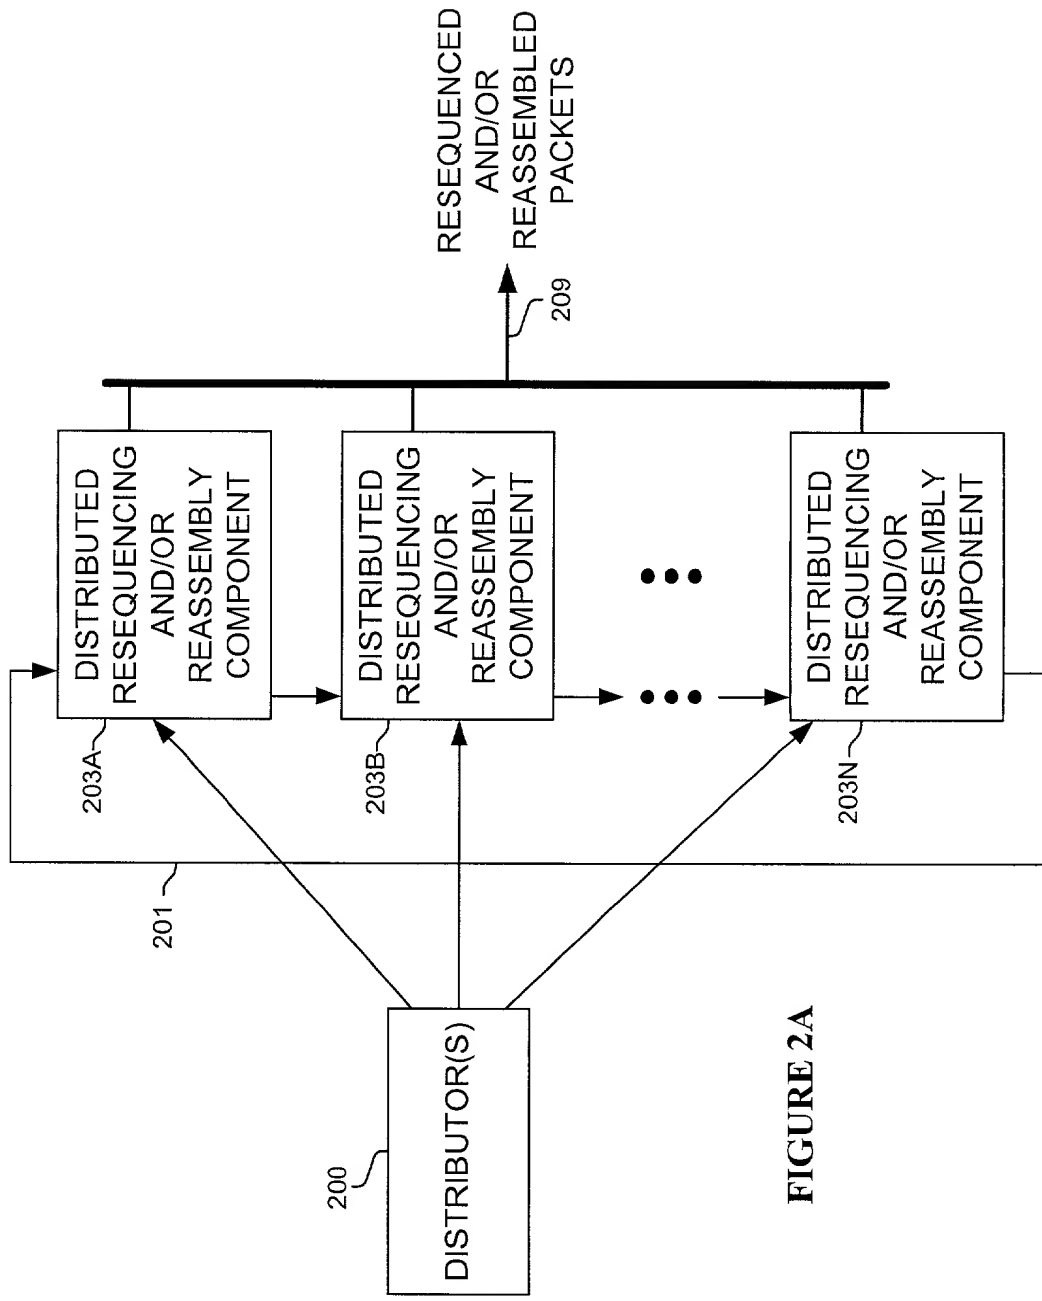 200
DISTRIBUTOR(S)
201
203A
DISTRIBUTED
RESEQUENCING
AND/OR
REASSEMBLY
COMPONENT
203B
DISTRIBUTED
RESEQUENCING
AND/OR
REASSEMBLY
COMPONENT
203N
DISTRIBUTED
RESEQUENCING
AND/OR
REASSEMBLY
COMPONENT
209
RESEQUENCED
AND/OR
REASSEMBLED
PACKETS
FIGURE 2A